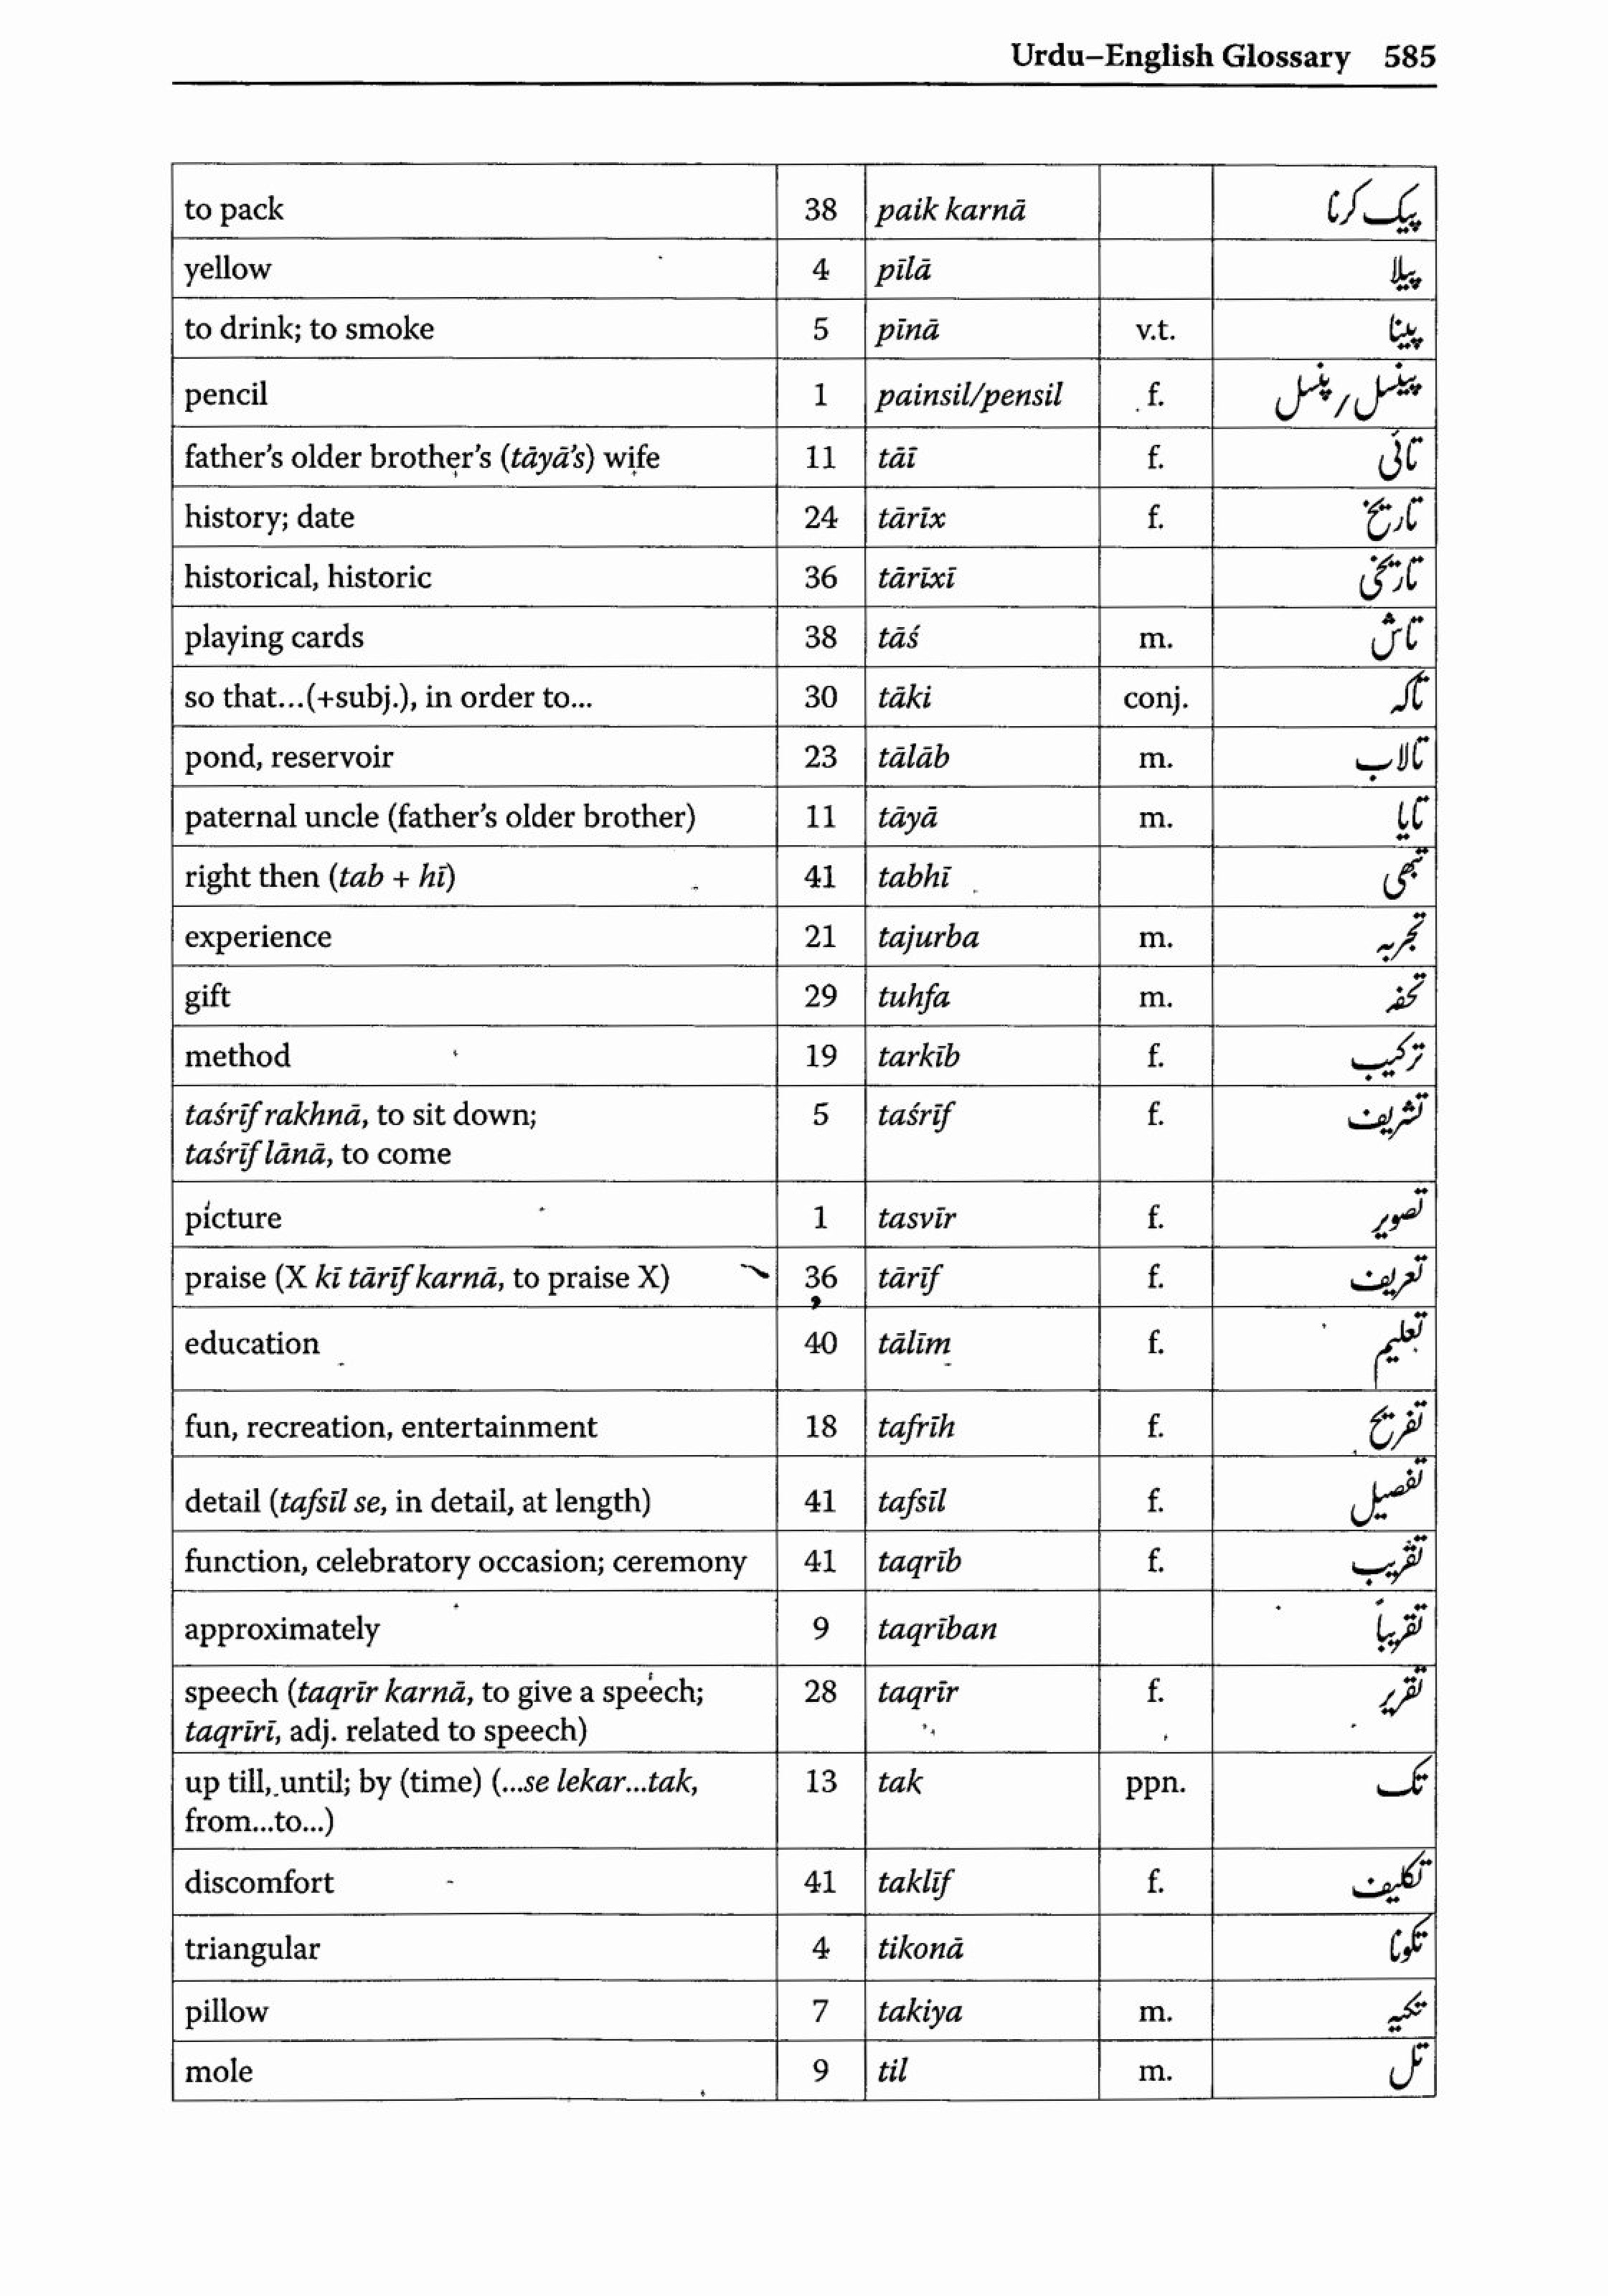 Urdu–English Glossary 585
to pack 38 paik karnā پیک کرنا
yellow 4 pīlā پیلا
to drink; to smoke 5 pīnā v.t. پینا
pencil 1 painsil/pensil f. پینسل / پنسل
father's older brother's (tāyā's) wife 11 tāī f. تائی
history; date 24 tārīx f. تاریخ
historical, historic 36 tārīxī تاریخی
playing cards 38 tāś m. تاش
so that...(+subj.), in order to... 30 tāki conj. تاکہ
pond, reservoir 23 tālāb m. تالاب
paternal uncle (father's older brother) 11 tāyā m. تایا
right then (tab + hī) 41 tabhī تبھی
experience 21 tajurba m. تجربہ
gift 29 tuhfa m. تحفہ
method 19 tarkīb f. ترکیب
taśrīf rakhnā, to sit down; 5 taśrīf f. تشریف
taśrīf lānā, to come
picture 1 tasvīr f. تصویر
praise (X kī tārīf karnā, to praise X) 36 tārīf f. تعریف
education 40 tālīm f. تعلیم
fun, recreation, entertainment 18 tafrīh f. تفریح
detail (tafsīl se, in detail, at length) 41 tafsīl f. تفصیل
function, celebratory occasion; ceremony 41 taqrīb f. تقریب
approximately 9 taqrīban تقریباً
speech (taqrīr karnā, to give a speech; 28 taqrīr f. تقریر
taqrīrī, adj. related to speech)
up till, until; by (time) (...se lekar...tak, 13 tak ppn. تک
from...to...)
discomfort 41 taklīf f. تکلیف
triangular 4 tikonā تکونا
pillow 7 takiya m. تکیہ
mole 9 til m. تل